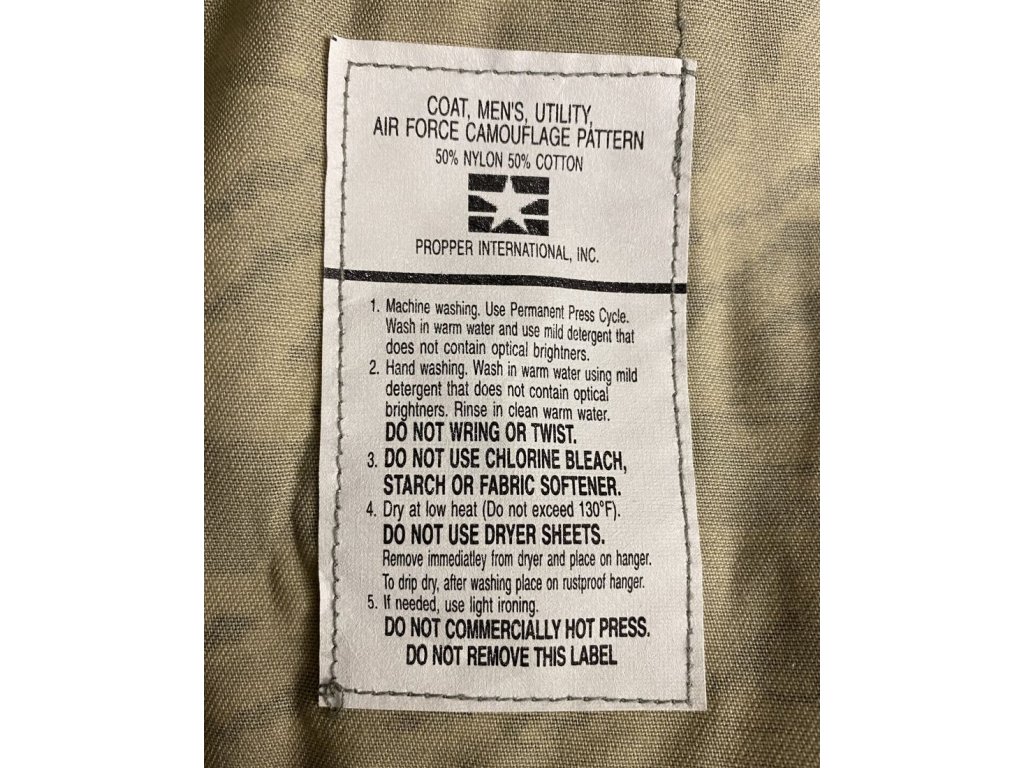 COAT, MEN'S, UTILITY,
AIR FORCE CAMOUFLAGE PATTERN
50% NYLON 50% COTTON
PROPPER INTERNATIONAL, INC.
1. Machine washing. Use Permanent Press Cycle.
Wash in warm water and use mild detergent that
does not contain optical brightners.
2. Hand washing. Wash in warm water using mild
detergent that does not contain optical
brightners. Rinse in clean warm water.
DO NOT WRING OR TWIST.
3. DO NOT USE CHLORINE BLEACH,
STARCH OR FABRIC SOFTENER.
4. Dry at low heat (Do not exceed 130°F).
DO NOT USE DRYER SHEETS.
Remove immediatley from dryer and place on hanger.
To drip dry, after washing place on rustproof hanger.
5. If needed, use light ironing.
DO NOT COMMERCIALLY HOT PRESS.
DO NOT REMOVE THIS LABEL